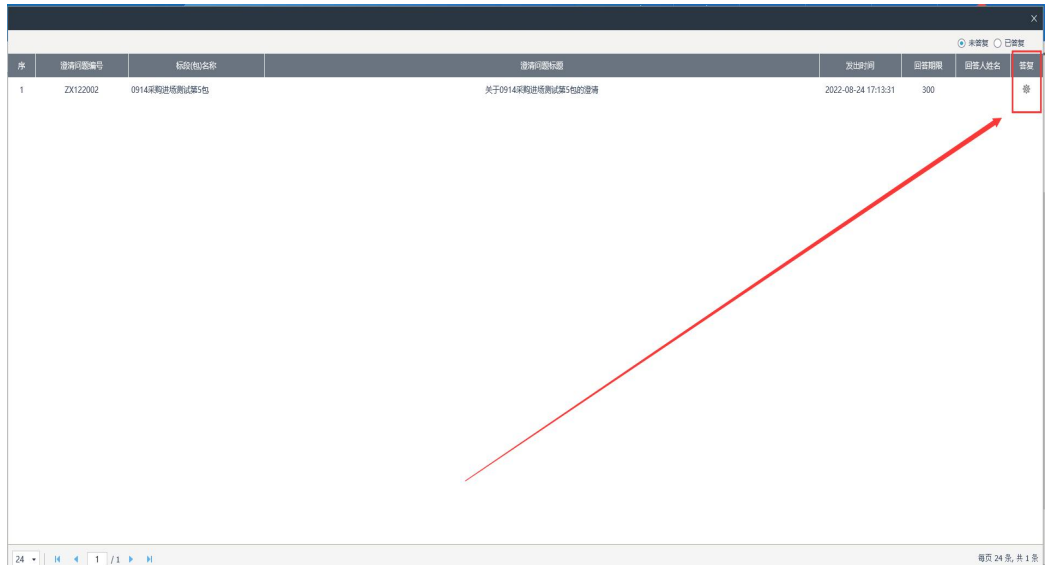 X
未答复 已答复
序 澄清问题编号 标段(包)名称 澄清问题标题 发出时间 回答期限 回答人姓名 答复
1 ZX122002 0914采购进场测试第5包 关于0914采购进场测试第5包的澄清 2022-08-24 17:13:31 300
24 1 / 1 每页 24 条, 共 1 条